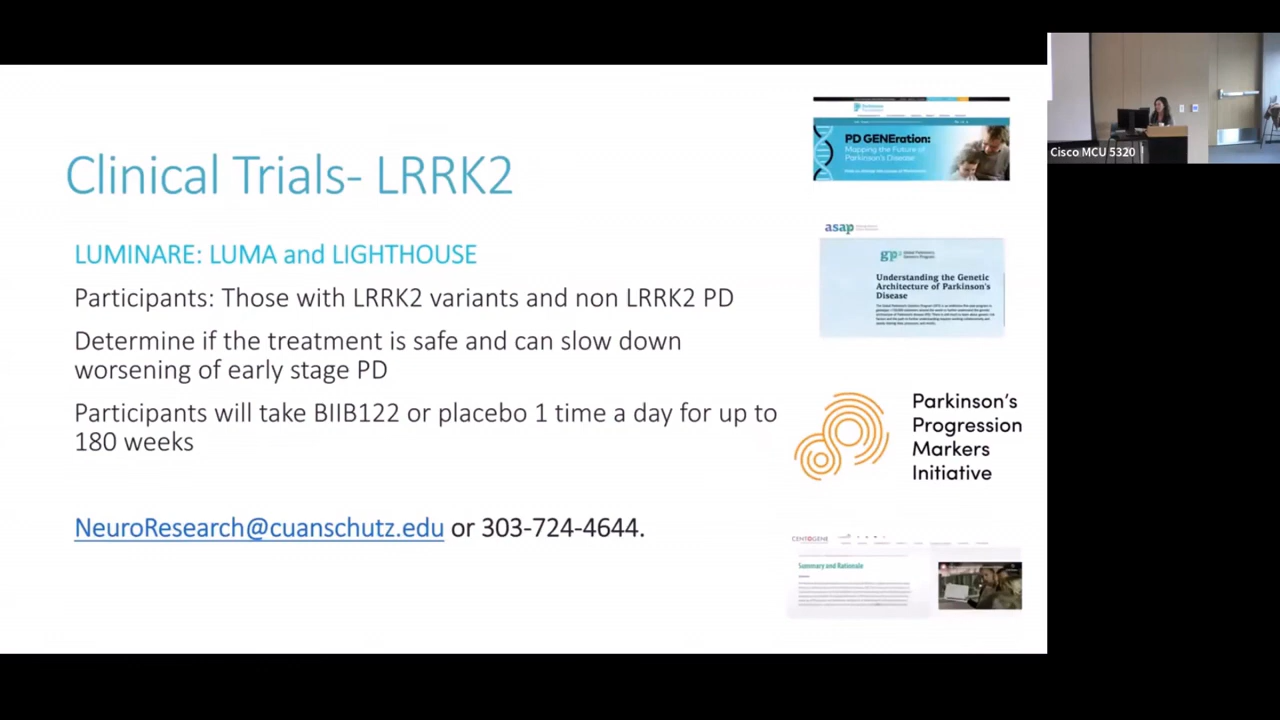 Clinical Trials- LRRK2
LUMINARE: LUMA and LIGHTHOUSE
Participants: Those with LRRK2 variants and non LRRK2 PD
Determine if the treatment is safe and can slow down
worsening of early stage PD
Participants will take BIIB122 or placebo 1 time a day for up to
180 weeks
NeuroResearch@cuanschutz.edu or 303-724-4644.
PD GENEration:
Mapping the Future of
Parkinson's Disease
asap
gp2
Understanding the Genetic
Architecture of Parkinson's
Disease
Parkinson's
Progression
Markers
Initiative
CENTOGENE
Summary and Rationale
Cisco MCU 5320